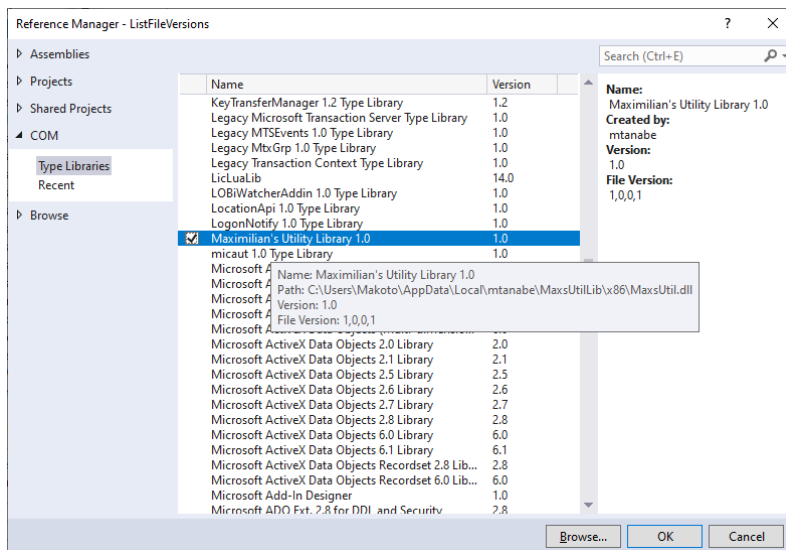 Reference Manager - ListFileVersions
Assemblies
Projects
Shared Projects
COM
Type Libraries
Recent
Browse
Search (Ctrl+E)
Name Version
KeyTransferManager 1.2 Type Library 1.2
Legacy Microsoft Transaction Server Type Library 1.0
Legacy MTSEvents 1.0 Type Library 1.0
Legacy MtxGrp 1.0 Type Library 1.0
Legacy Transaction Context Type Library 1.0
LicLuaLib 14.0
LOBiWatcherAddin 1.0 Type Library 1.0
LocationApi 1.0 Type Library 1.0
LogonNotify 1.0 Type Library 1.0
Maximilian's Utility Library 1.0 1.0
micaut 1.0 Type Library 1.0
Microsoft A
Microsoft A
Microsoft A
Microsoft A
Name: Maximilian's Utility Library 1.0
Path: C:\Users\Makoto\AppData\Local\mtanabe\MaxsUtilLib\x86\MaxsUtil.dll
Version: 1.0
File Version: 1,0,0,1
Microsoft ActiveX Data Objects 2.0 Library 2.0
Microsoft ActiveX Data Objects 2.1 Library 2.1
Microsoft ActiveX Data Objects 2.5 Library 2.5
Microsoft ActiveX Data Objects 2.6 Library 2.6
Microsoft ActiveX Data Objects 2.7 Library 2.7
Microsoft ActiveX Data Objects 2.8 Library 2.8
Microsoft ActiveX Data Objects 6.0 Library 6.0
Microsoft ActiveX Data Objects 6.1 Library 6.1
Microsoft ActiveX Data Objects Recordset 2.8 Lib... 2.8
Microsoft ActiveX Data Objects Recordset 6.0 Lib... 6.0
Microsoft Add-In Designer 1.0
Microsoft ADO Ext. 2.8 for DDL and Security 2.8
Name:
Maximilian's Utility Library 1.0
Created by:
mtanabe
Version:
1.0
File Version:
1,0,0,1
Browse...
OK
Cancel